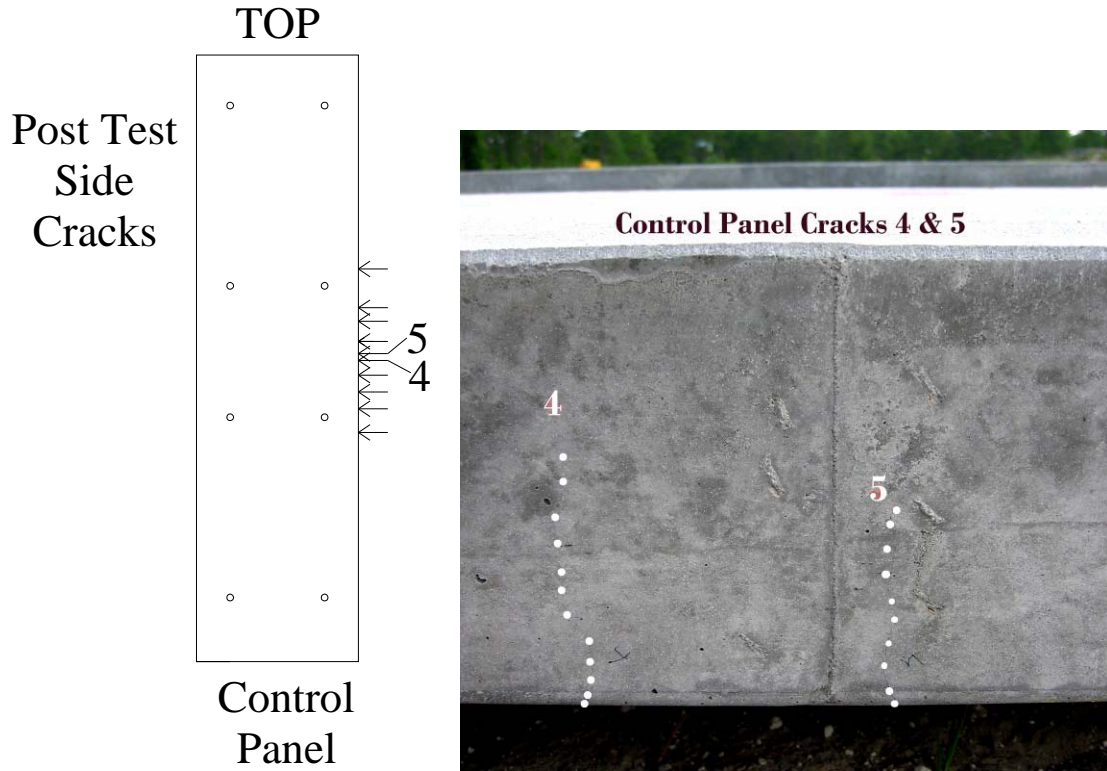 TOP
Post Test
Side
Cracks
5
4
Control
Panel
Control Panel Cracks 4 & 5
4
5